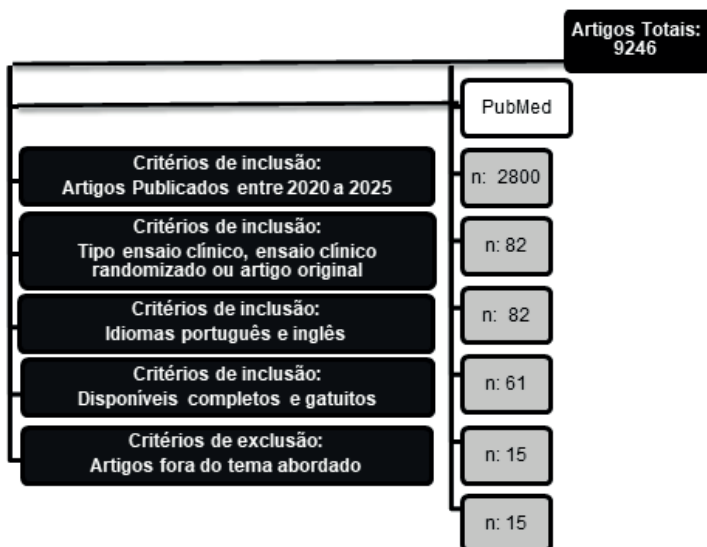 Artigos Totais:
9246
PubMed
Critérios de inclusão:
Artigos Publicados entre 2020 a 2025
n: 2800
Critérios de inclusão:
Tipo ensaio clínico, ensaio clínico
randomizado ou artigo original
n: 82
Critérios de inclusão:
Idiomas português e inglês
n: 82
Critérios de inclusão:
Disponíveis completos e gatuitos
n: 61
Critérios de exclusão:
Artigos fora do tema abordado
n: 15
n: 15